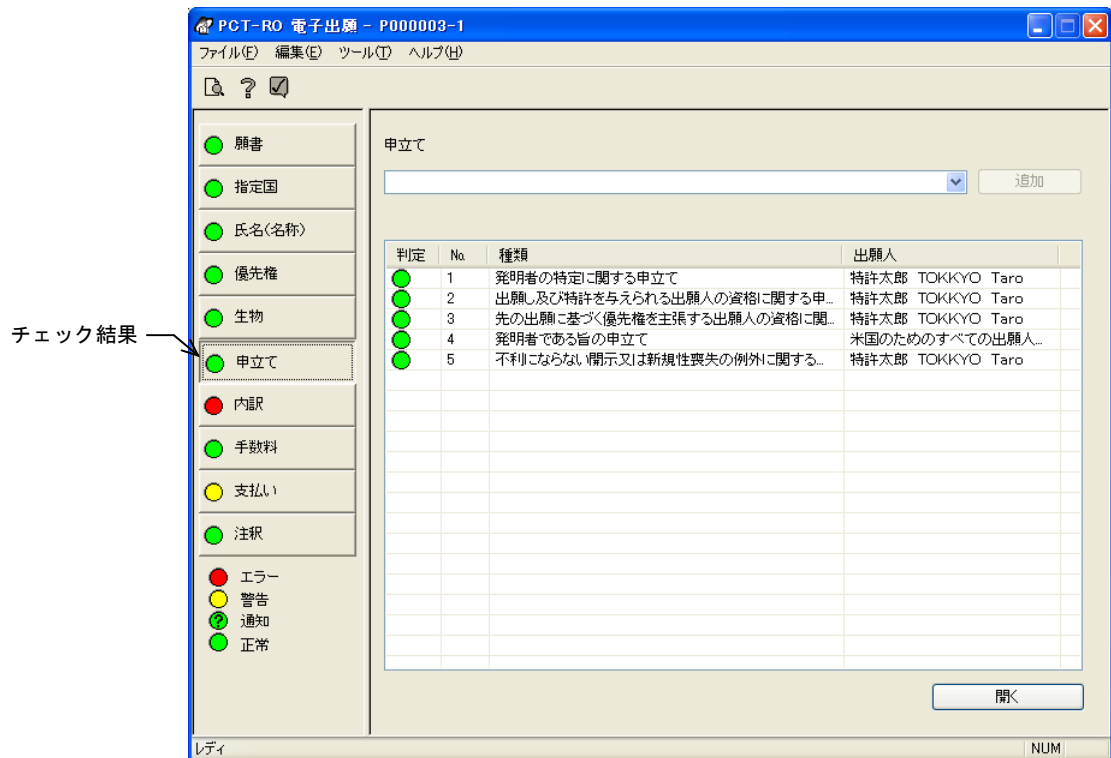 PCT-RO 電子出願 - P000003-1
ファイル(F) 編集(E) ツール(T) ヘルプ(H)
願書
指定国
氏名(名称)
優先権
生物
チェック結果
申立て
内訳
手数料
支払い
注釈
エラー
警告
通知
正常
申立て
追加
判定 No. 種類 出願人
1 発明者の特定に関する申立て 特許太郎 TOKKYO Taro
2 出願し及び特許を与えられる出願人の資格に関する申... 特許太郎 TOKKYO Taro
3 先の出願に基づく優先権を主張する出願人の資格に関... 特許太郎 TOKKYO Taro
4 発明者である旨の申立て 米国のためのすべての出願人...
5 不利にならない開示又は新規性喪失の例外に関する... 特許太郎 TOKKYO Taro
開く
レディ NUM